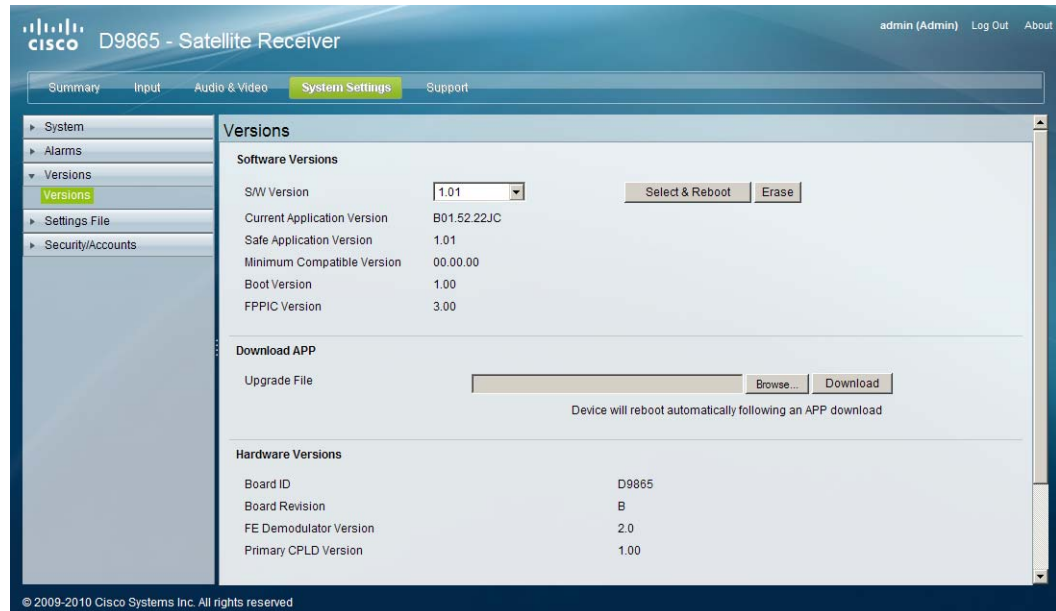 admin (Admin) Log Out About
CISCO D9865 - Satellite Receiver
Summary Input Audio & Video System Settings Support
System
Alarms
Versions
Versions
Settings File
Security/Accounts
Versions
Software Versions
S/W Version 1.01 Select & Reboot Erase
Current Application Version B01.52.22JC
Safe Application Version 1.01
Minimum Compatible Version 00.00.00
Boot Version 1.00
FPPIC Version 3.00
Download APP
Upgrade File Browse... Download
Device will reboot automatically following an APP download
Hardware Versions
Board ID D9865
Board Revision B
FE Demodulator Version 2.0
Primary CPLD Version 1.00
© 2009-2010 Cisco Systems Inc. All rights reserved